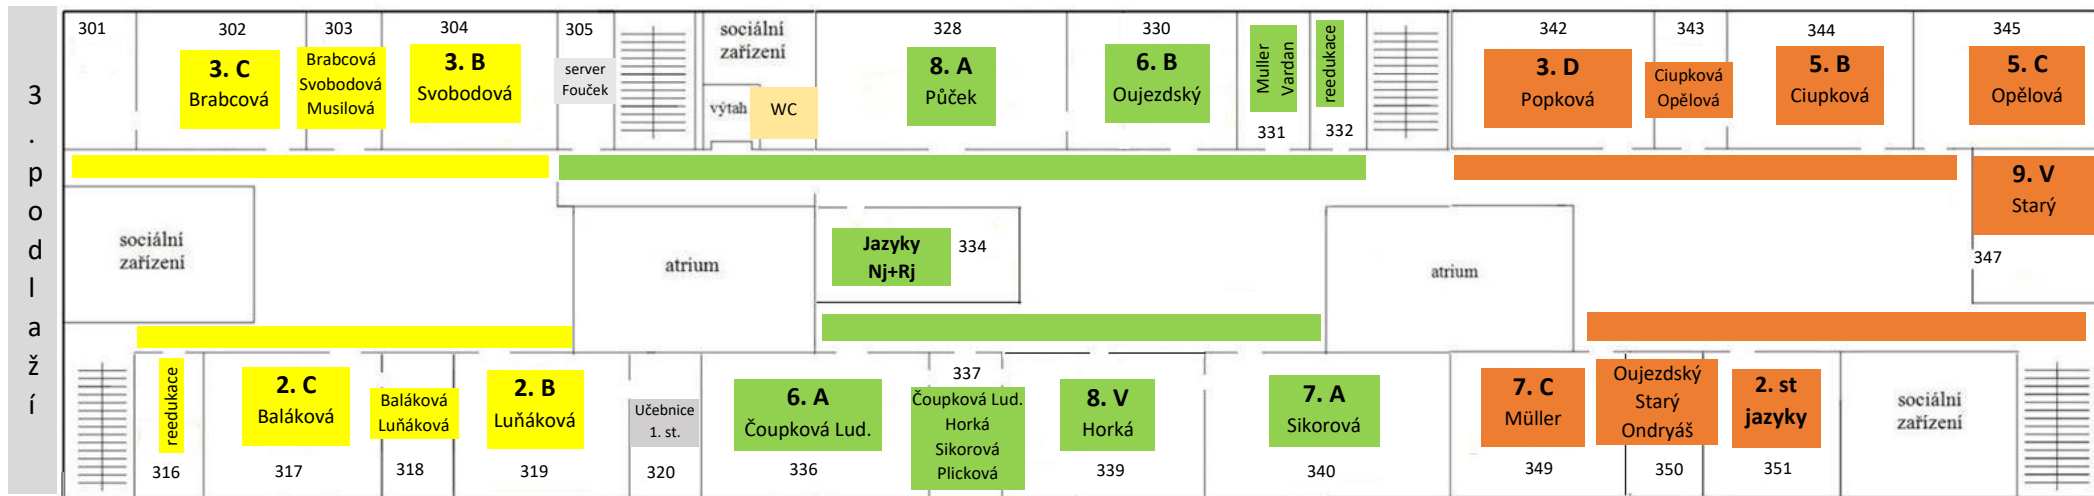 3
.
p
o
d
l
a
ž
í
301
302
3. C
Brabcová
303
Brabcová
Svobodová
Musilová
304
3. B
Svobodová
305
server
Fouček
sociální
zařízení
výtah
WC
328
8. A
Půček
330
6. B
Oujezdský
Muller
Vardan
331
reedukace
332
342
3. D
Popková
343
Ciupková
Opělová
344
5. B
Ciupková
345
5. C
Opělová
9. V
Starý
347
sociální
zařízení
atrium
Jazyky
Nj+Rj
334
atrium
reedukace
316
2. C
Baláková
317
Baláková
Luňáková
318
2. B
Luňáková
319
Učebnice
1. st.
320
6. A
Čoupková Lud.
336
337
Čoupková Lud.
Horká
Sikorová
Plicková
8. V
Horká
339
7. A
Sikorová
340
7. C
Müller
349
Oujezdský
Starý
Ondryáš
350
2. st
jazyky
351
sociální
zařízení